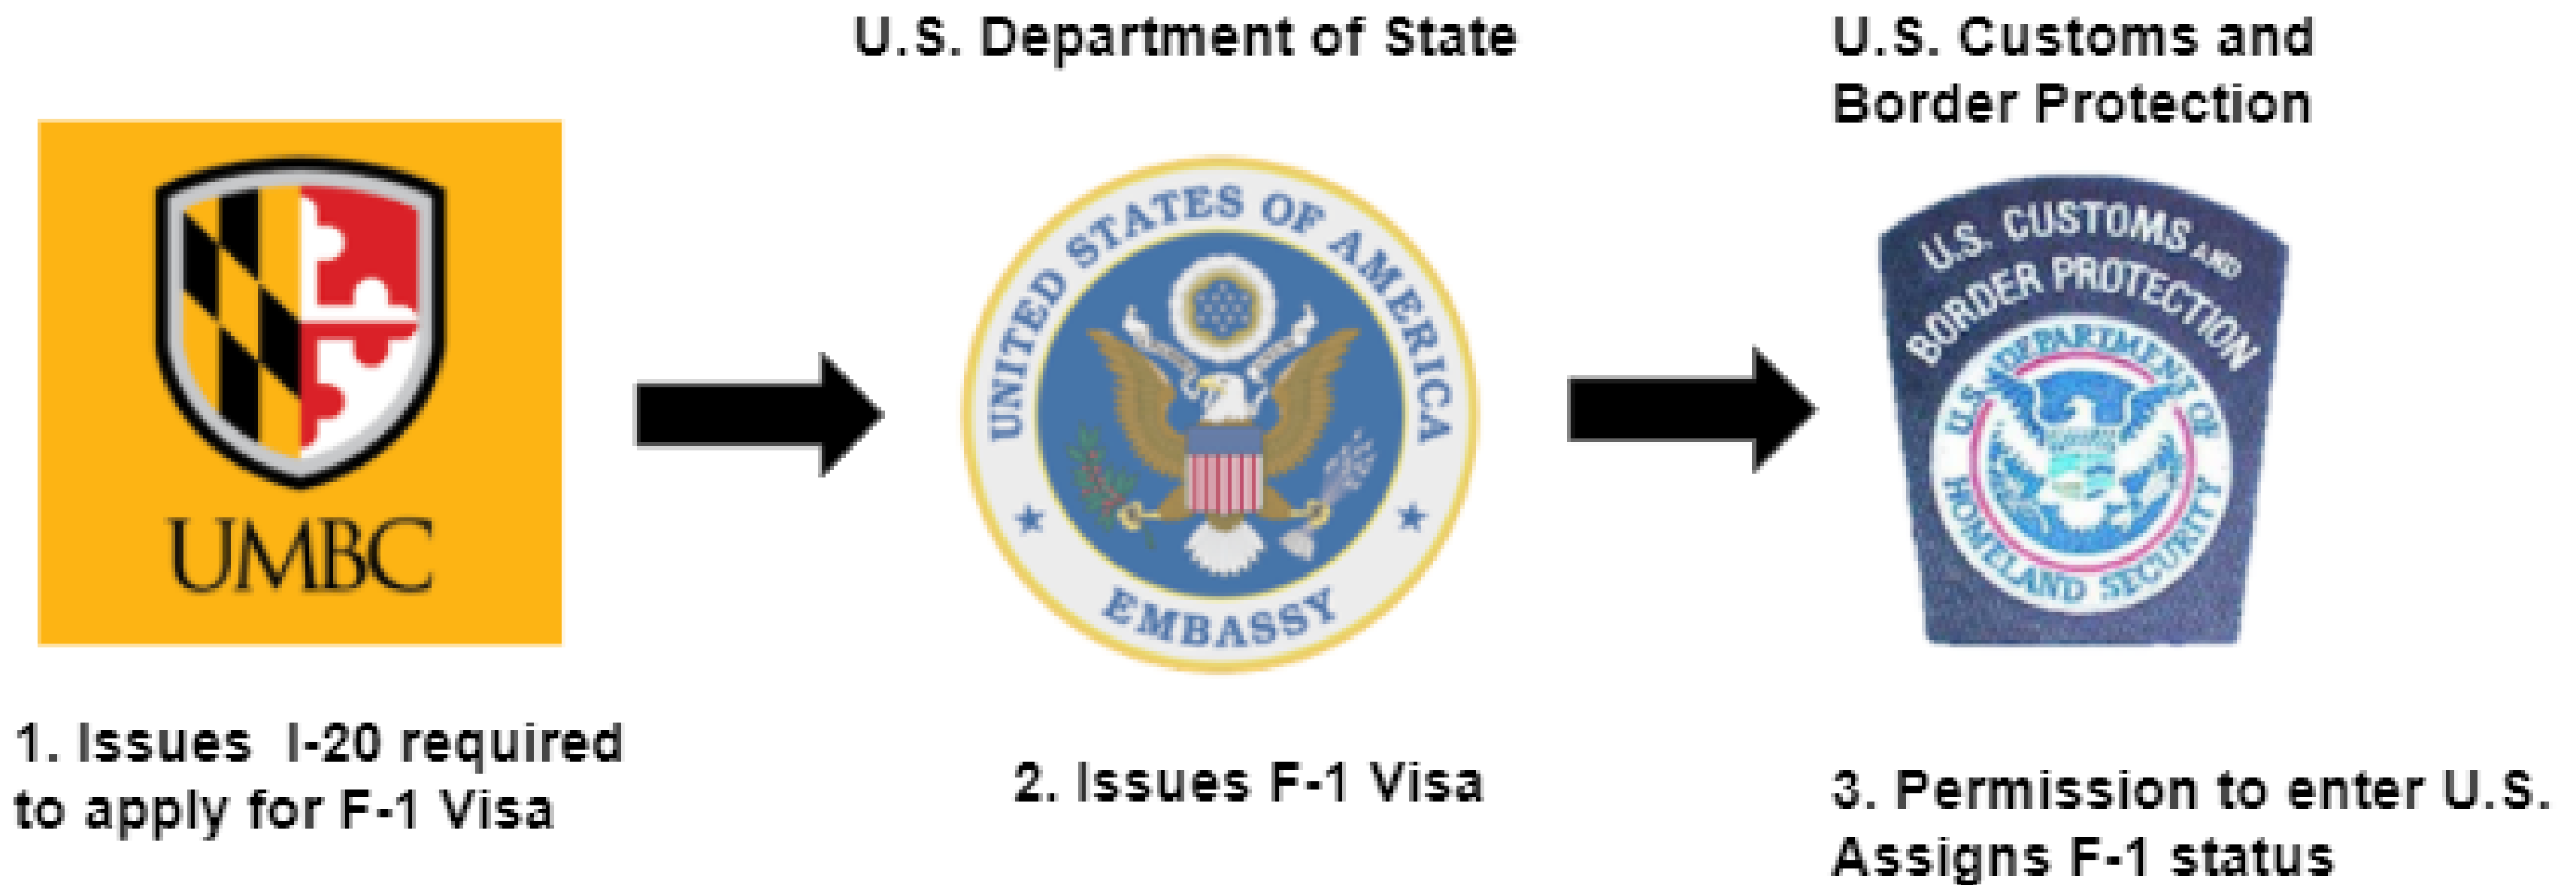 U.S. Department of State
U.S. Customs and
Border Protection
UMBC
UNITED STATES OF AMERICA
EMBASSY
U.S. CUSTOMS AND
BORDER PROTECTION
U.S. DEPARTMENT OF
HOMELAND SECURITY
1. Issues  I-20 required
to apply for F-1 Visa
2. Issues F-1 Visa
3. Permission to enter U.S.
Assigns F-1 status